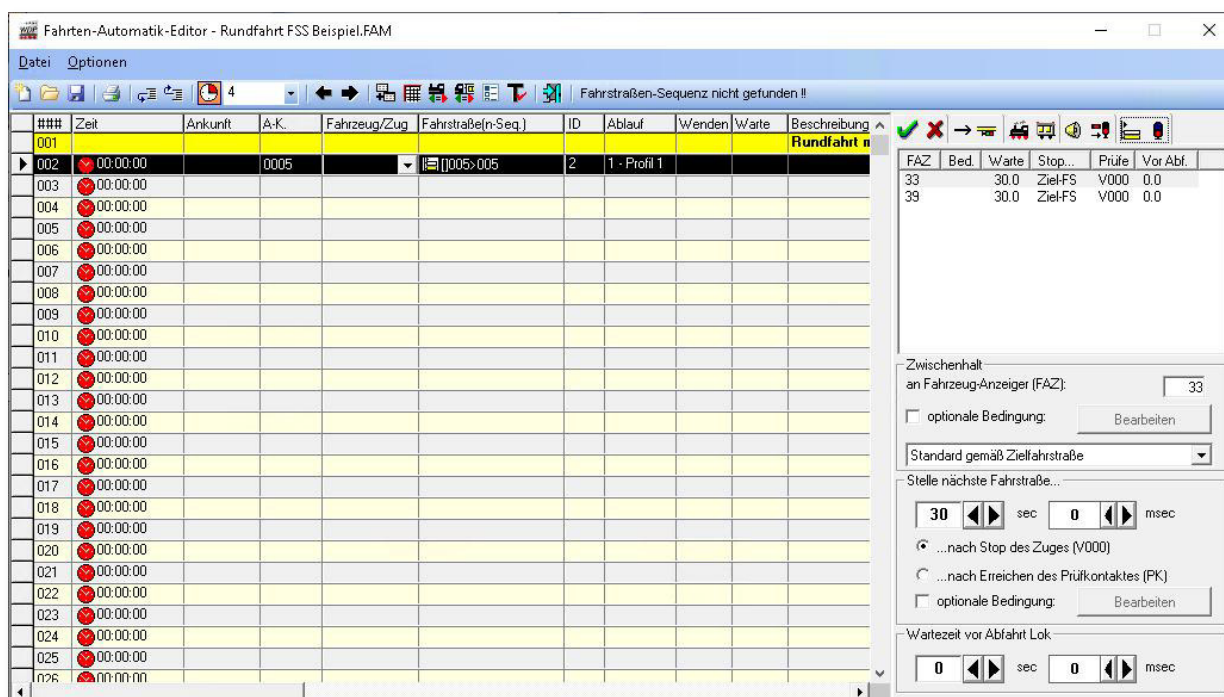 Fahrten-Automatik-Editor - Rundfahrt FSS Beispiel.FAM
Datei Optionen
4 Fahrstraßen-Sequenz nicht gefunden !!
### Zeit Ankunft A-K. Fahrzeug/Zug Fahrstraße(n-Seq.) ID Ablauf Wenden Warte Beschreibung
001 Rundfahrt
002 00:00:00 0005 []005>005 2 1 - Profil 1
003 00:00:00
004 00:00:00
005 00:00:00
006 00:00:00
007 00:00:00
008 00:00:00
009 00:00:00
010 00:00:00
011 00:00:00
012 00:00:00
013 00:00:00
014 00:00:00
015 00:00:00
016 00:00:00
017 00:00:00
018 00:00:00
019 00:00:00
020 00:00:00
021 00:00:00
022 00:00:00
023 00:00:00
024 00:00:00
025 00:00:00
026 00:00:00
FAZ Bed. Warte Stop... Prüfe Vor Abf.
33 30.0 Ziel-FS V000 0.0
39 30.0 Ziel-FS V000 0.0
Zwischenhalt
an Fahrzeug-Anzeiger (FAZ): 33
optionale Bedingung: Bearbeiten
Standard gemäß Zielfahrstraße
Stelle nächste Fahrstraße...
30 sec 0 msec
...nach Stop des Zuges (V000)
...nach Erreichen des Prüfkontaktes (PK)
optionale Bedingung: Bearbeiten
Wartezeit vor Abfahrt Lok
0 sec 0 msec